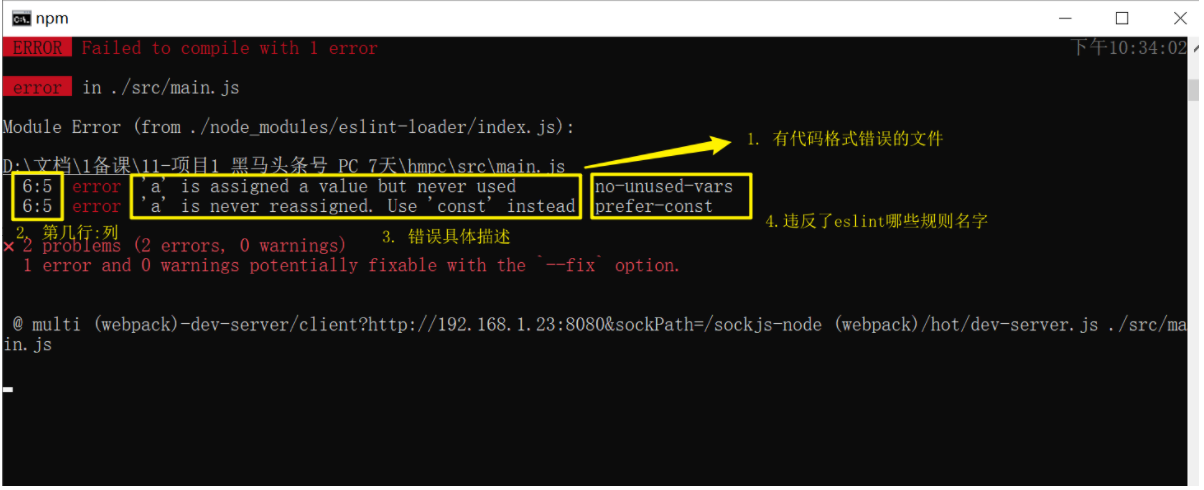 npm
ERROR Failed to compile with 1 error 下午10:34:02
error in ./src/main.js
Module Error (from ./node_modules/eslint-loader/index.js):
1. 有代码格式错误的文件
D:\文档\1备课\11-项目1_黑马头条号_PC_7天\hmpc\src\main.js
6:5 error 'a' is assigned a value but never used no-unused-vars
6:5 error 'a' is never reassigned. Use 'const' instead prefer-const
4.违反了eslint哪些规则名字
2. 第几行:列
3. 错误具体描述
× 2 problems (2 errors, 0 warnings)
1 error and 0 warnings potentially fixable with the `--fix` option.
@ multi (webpack)-dev-server/client?http://192.168.1.23:8080&sockPath=/sockjs-node (webpack)/hot/dev-server.js ./src/ma
in.js